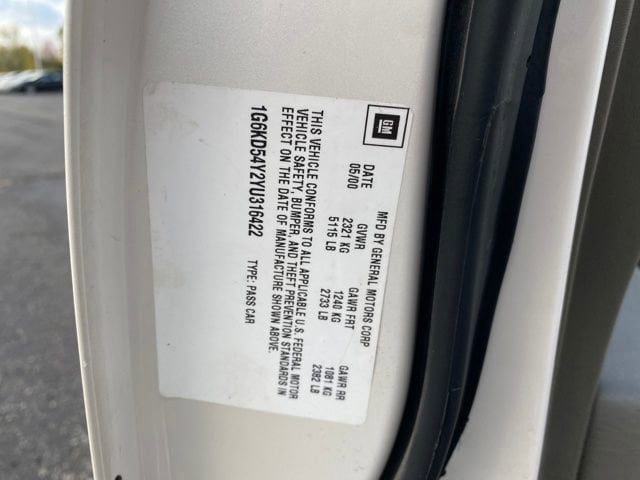 GM
MFD BY GENERAL MOTORS CORP
DATE GVWR GAWR FRT GAWR RR
05/00 2321 KG 1240 KG 1081 KG
5115 LB 2733 LB 2382 LB
THIS VEHICLE CONFORMS TO ALL APPLICABLE U.S. FEDERAL MOTOR
VEHICLE SAFETY, BUMPER, AND THEFT PREVENTION STANDARDS IN
EFFECT ON THE DATE OF MANUFACTURE SHOWN ABOVE.
1G6KD54Y2YU316422 TYPE: PASS CAR